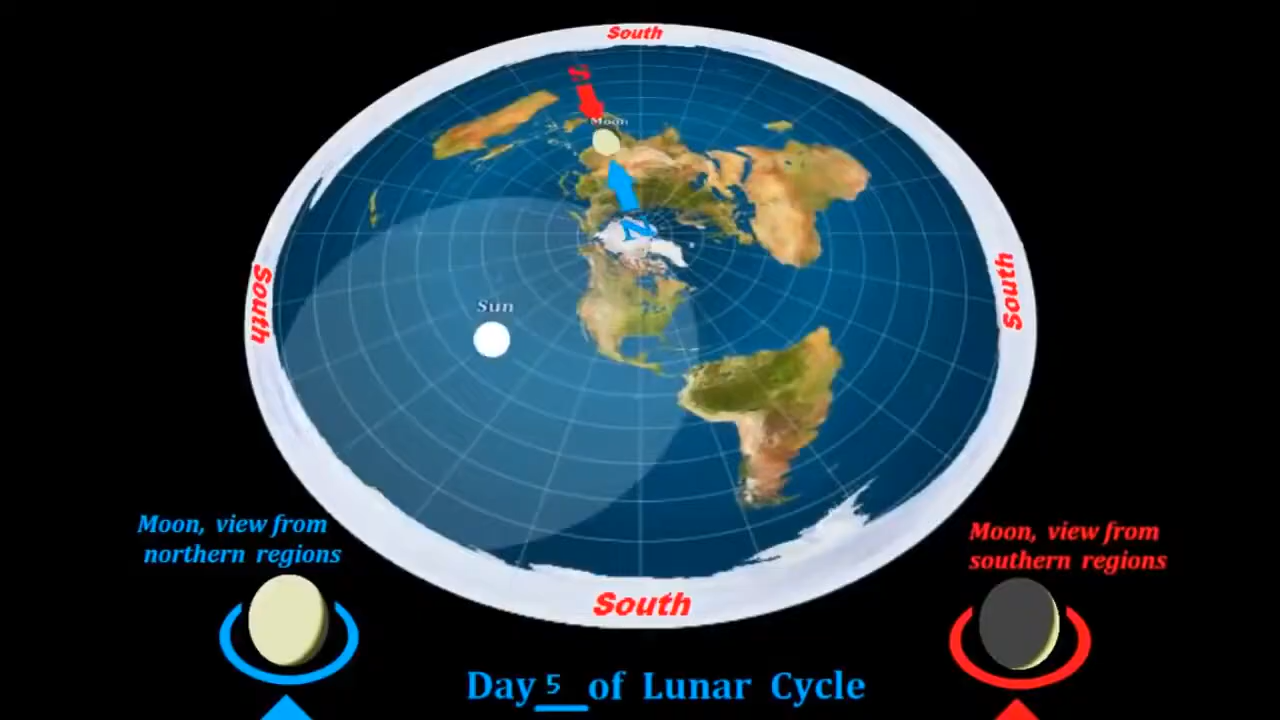 South
S
Moon
N
South
South
Sun
Moon, view from
northern regions
Moon, view from
southern regions
South
Day 5 of Lunar Cycle